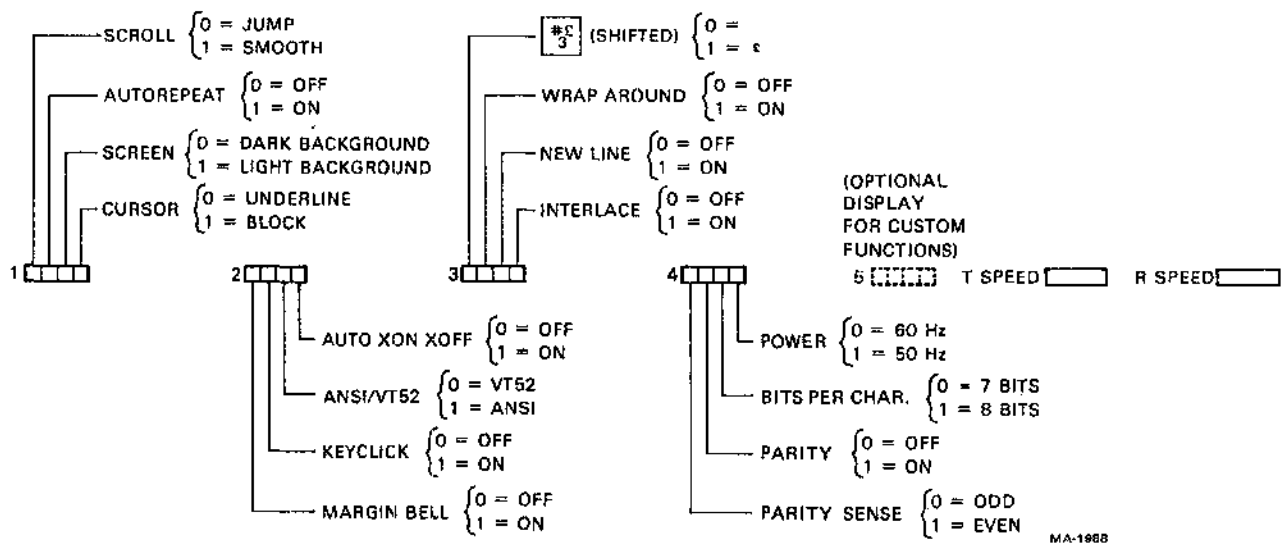 SCROLL 0 = JUMP
1 = SMOOTH
AUTOREPEAT 0 = OFF
1 = ON
SCREEN 0 = DARK BACKGROUND
1 = LIGHT BACKGROUND
CURSOR 0 = UNDERLINE
1 = BLOCK
1
#£
3 (SHIFTED) 0 =
1 =
WRAP AROUND 0 = OFF
1 = ON
NEW LINE 0 = OFF
1 = ON
INTERLACE 0 = OFF
1 = ON
(OPTIONAL
DISPLAY
FOR CUSTOM
FUNCTIONS)
2
3
4
5 T SPEED R SPEED
AUTO XON XOFF 0 = OFF
1 = ON
ANSI/VT52 0 = VT52
1 = ANSI
KEYCLICK 0 = OFF
1 = ON
MARGIN BELL 0 = OFF
1 = ON
POWER 0 = 60 Hz
1 = 50 Hz
BITS PER CHAR. 0 = 7 BITS
1 = 8 BITS
PARITY 0 = OFF
1 = ON
PARITY SENSE 0 = ODD
1 = EVEN
MA-1988